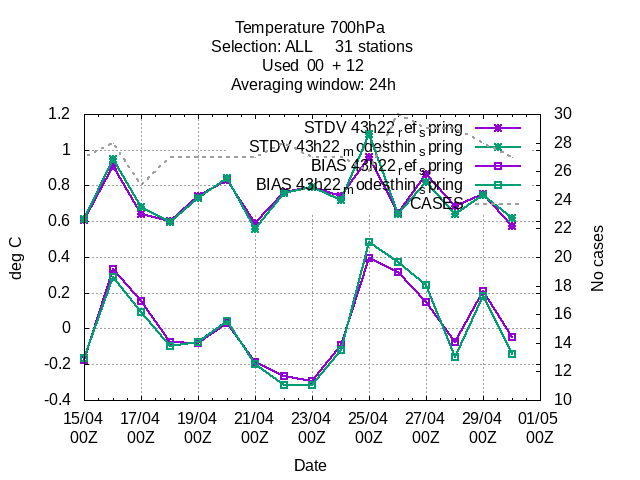 Temperature 700hPa
Selection: ALL 31 stations
Used 00 + 12
Averaging window: 24h
1.2
1
0.8
0.6
0.4
0.2
0
-0.2
-0.4
deg C
30
28
26
24
22
20
18
16
14
12
10
No cases
STDV 43h22_ref_spring
STDV 43h22_modesthin_spring
BIAS 43h22_ref_spring
BIAS 43h22_modesthin_spring
CASES
15/04 17/04 19/04 21/04 23/04 25/04 27/04 29/04 01/05
00Z 00Z 00Z 00Z 00Z 00Z 00Z 00Z 00Z
Date